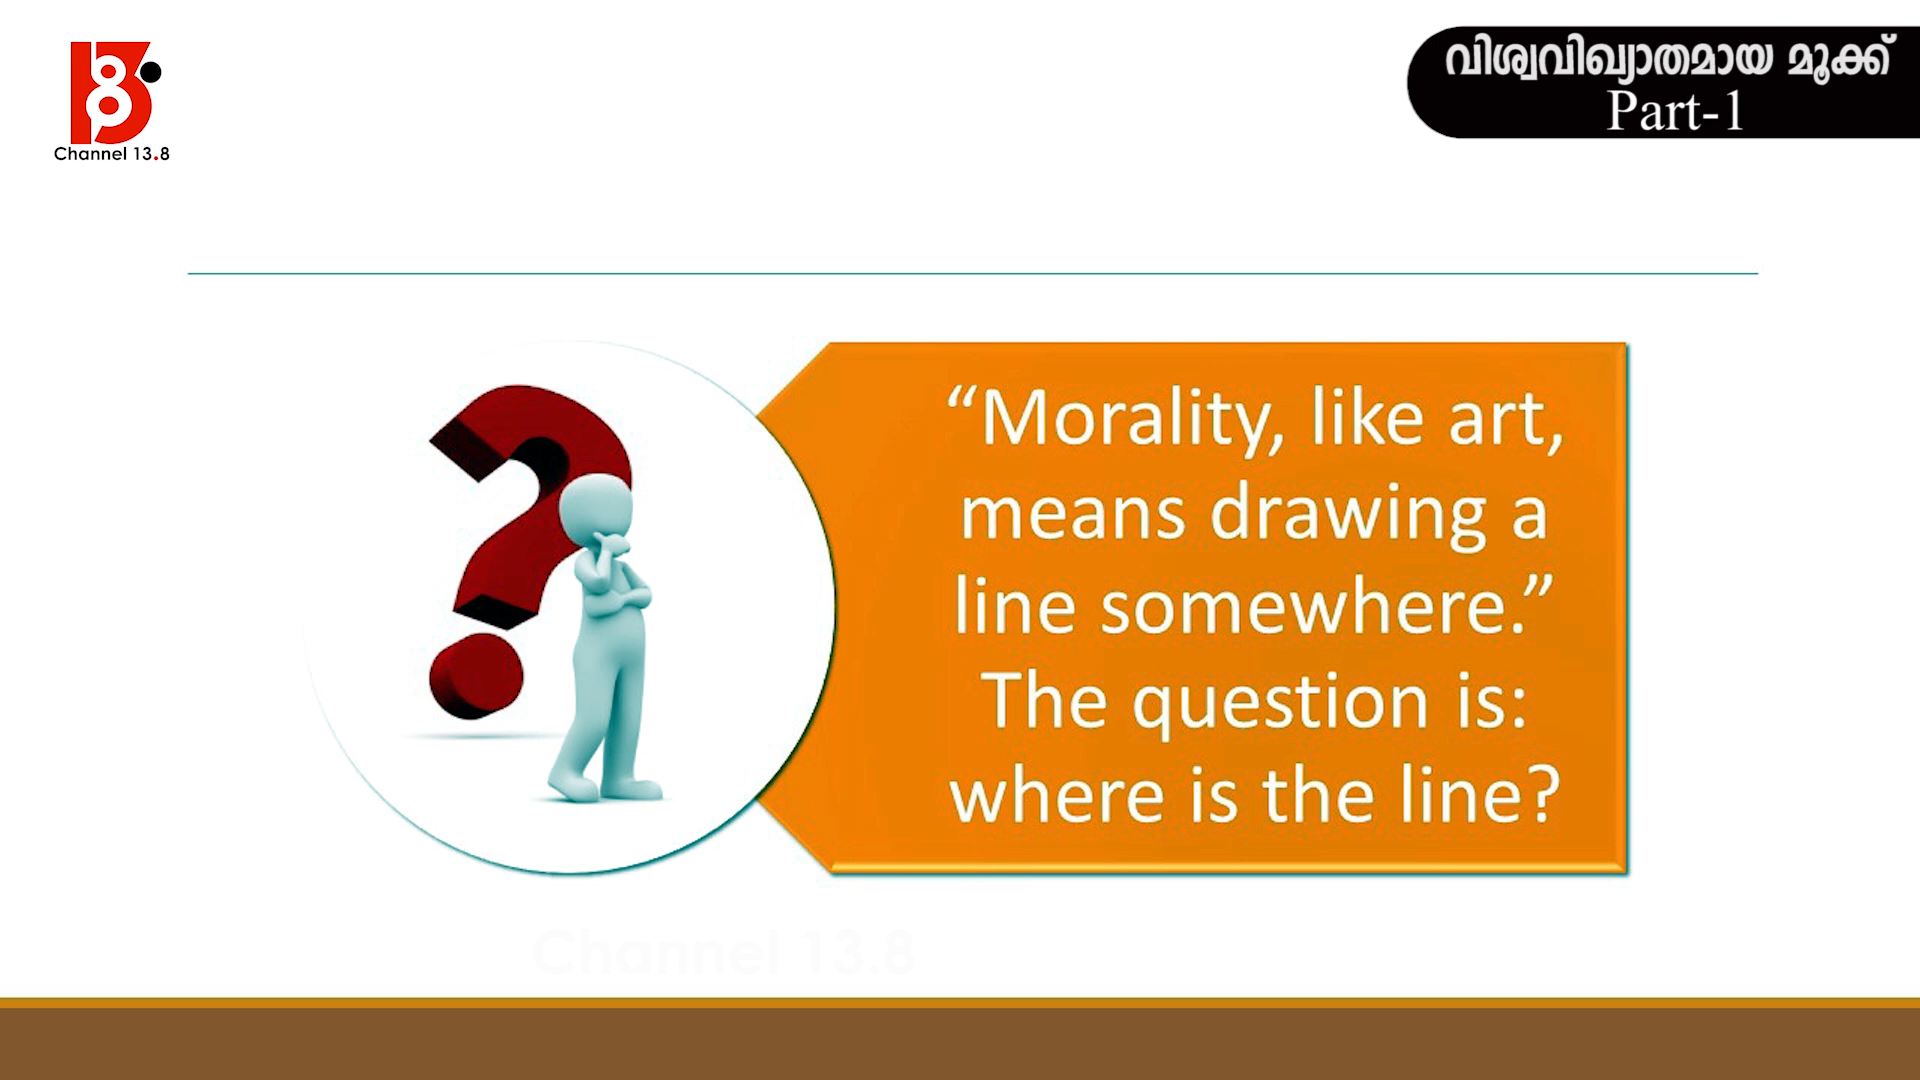 വിശ്വവിഖ്യാതമായ മൂക്ക്
Part-1
Channel 13.8
“Morality, like art,
means drawing a
line somewhere.”
The question is:
where is the line?
Channel 13.8